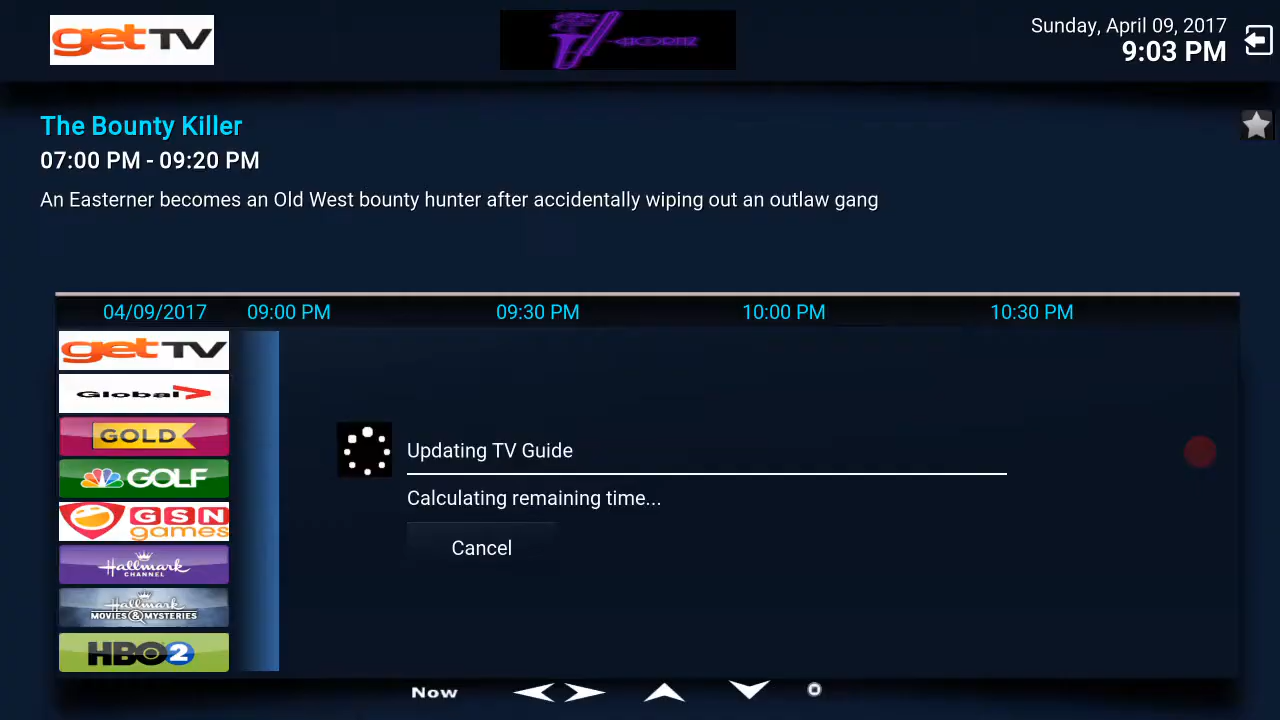 getTV
Sunday, April 09, 2017
9:03 PM
The Bounty Killer
07:00 PM - 09:20 PM
An Easterner becomes an Old West bounty hunter after accidentally wiping out an outlaw gang
04/09/2017 09:00 PM 09:30 PM 10:00 PM 10:30 PM
getTV
Global
GOLD
GOLF
GSN
games
Hallmark
CHANNEL
Hallmark
MOVIES & MYSTERIES
HBO2
Updating TV Guide
Calculating remaining time...
Cancel
Now